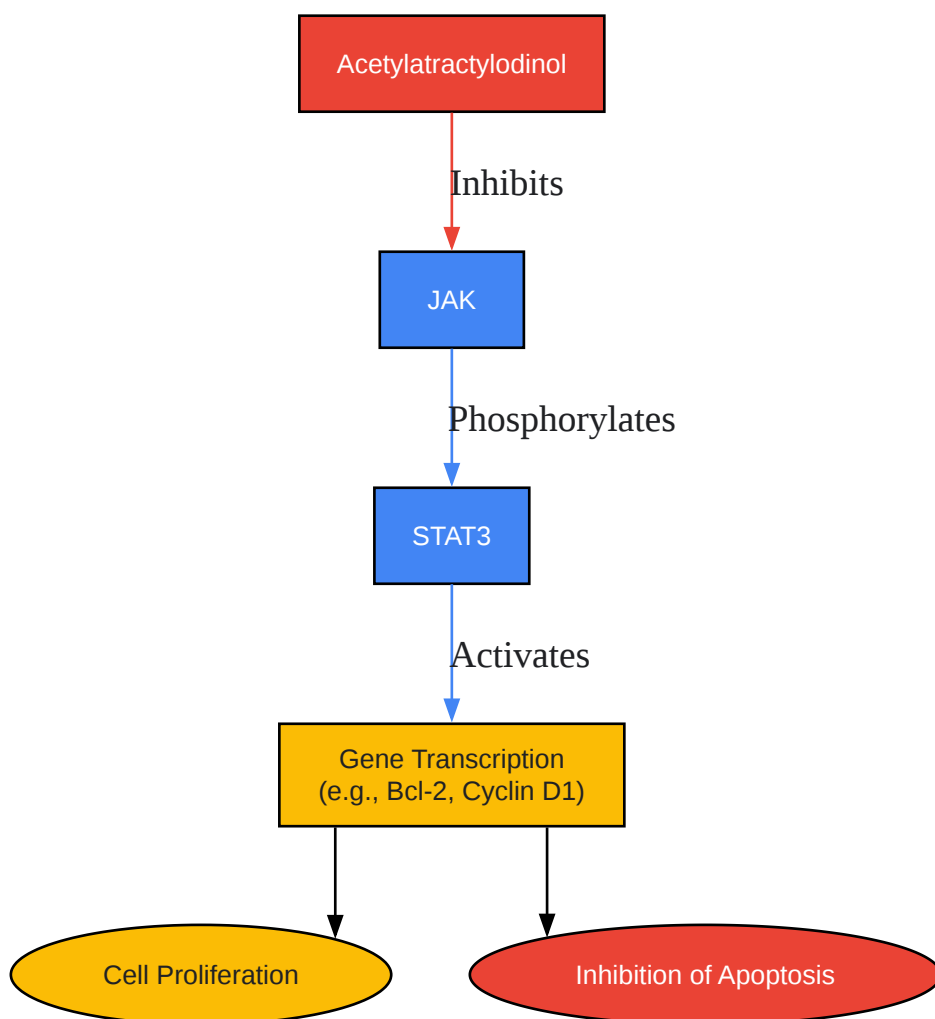 Acetylatractylodinol
Inhibits
JAK
Phosphorylates
STAT3
Activates
Gene Transcription
(e.g., Bcl-2, Cyclin D1)
Cell Proliferation
Inhibition of Apoptosis